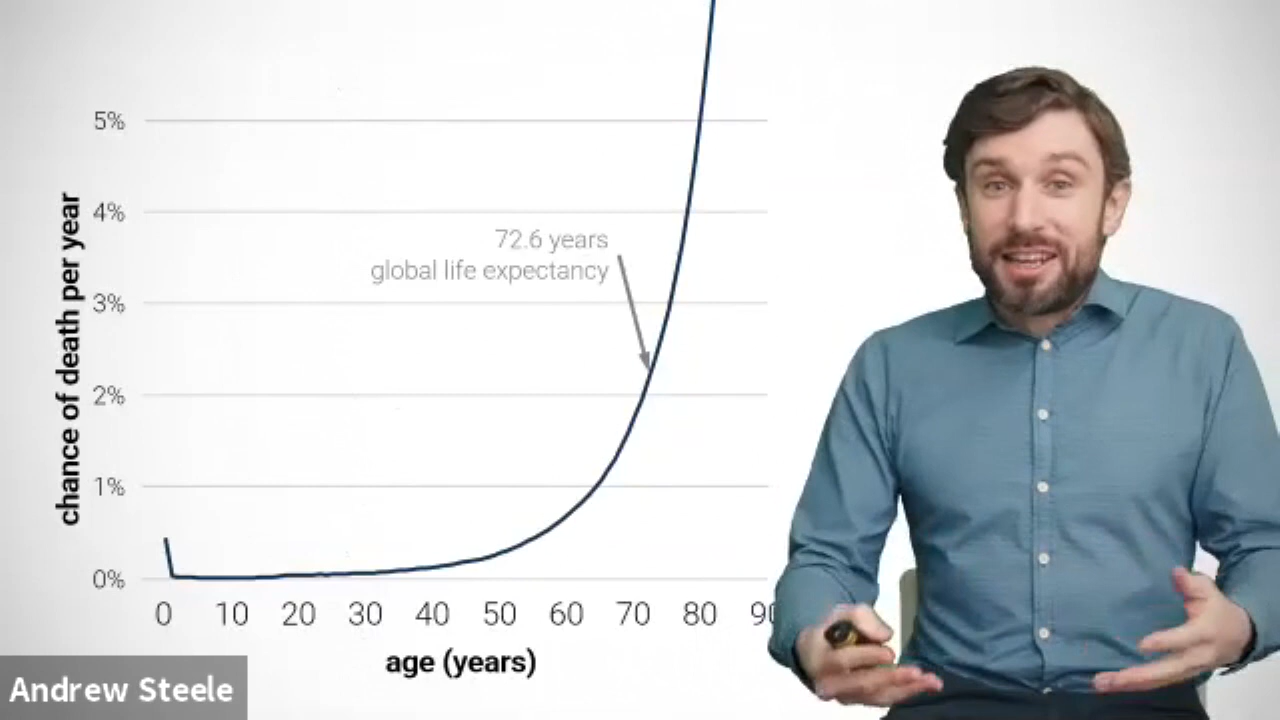 5%
4%
3%
2%
1%
0%
chance of death per year
72.6 years
global life expectancy
0 10 20 30 40 50 60 70 80 90
age (years)
Andrew Steele